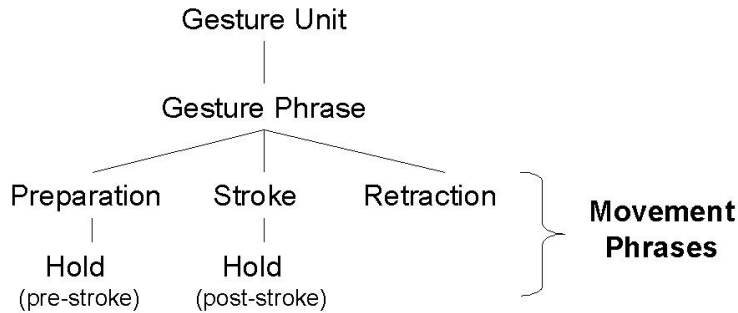 Gesture Unit
Gesture Phrase
Preparation Stroke Retraction
Movement
Phrases
Hold Hold
(pre-stroke) (post-stroke)